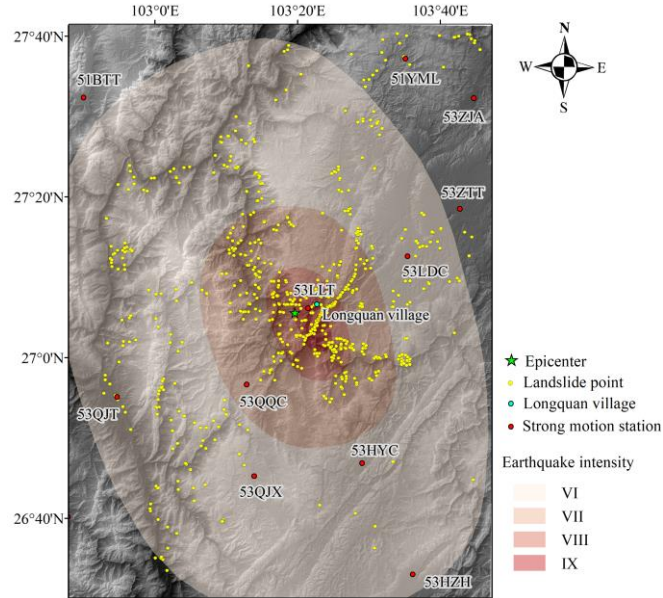 103°0'E 103°20'E 103°40'E
27°40'N
51BTT
51YML
53ZJA
27°20'N
53ZTT
53LDC
53LLT
Longquan village
27°0'N
53QJT
53QQC
53HYC
53QJX
26°40'N
53HZH
N
W E
S
Epicenter
Landslide point
Longquan village
Strong motion station
Earthquake intensity
VI
VII
VIII
IX